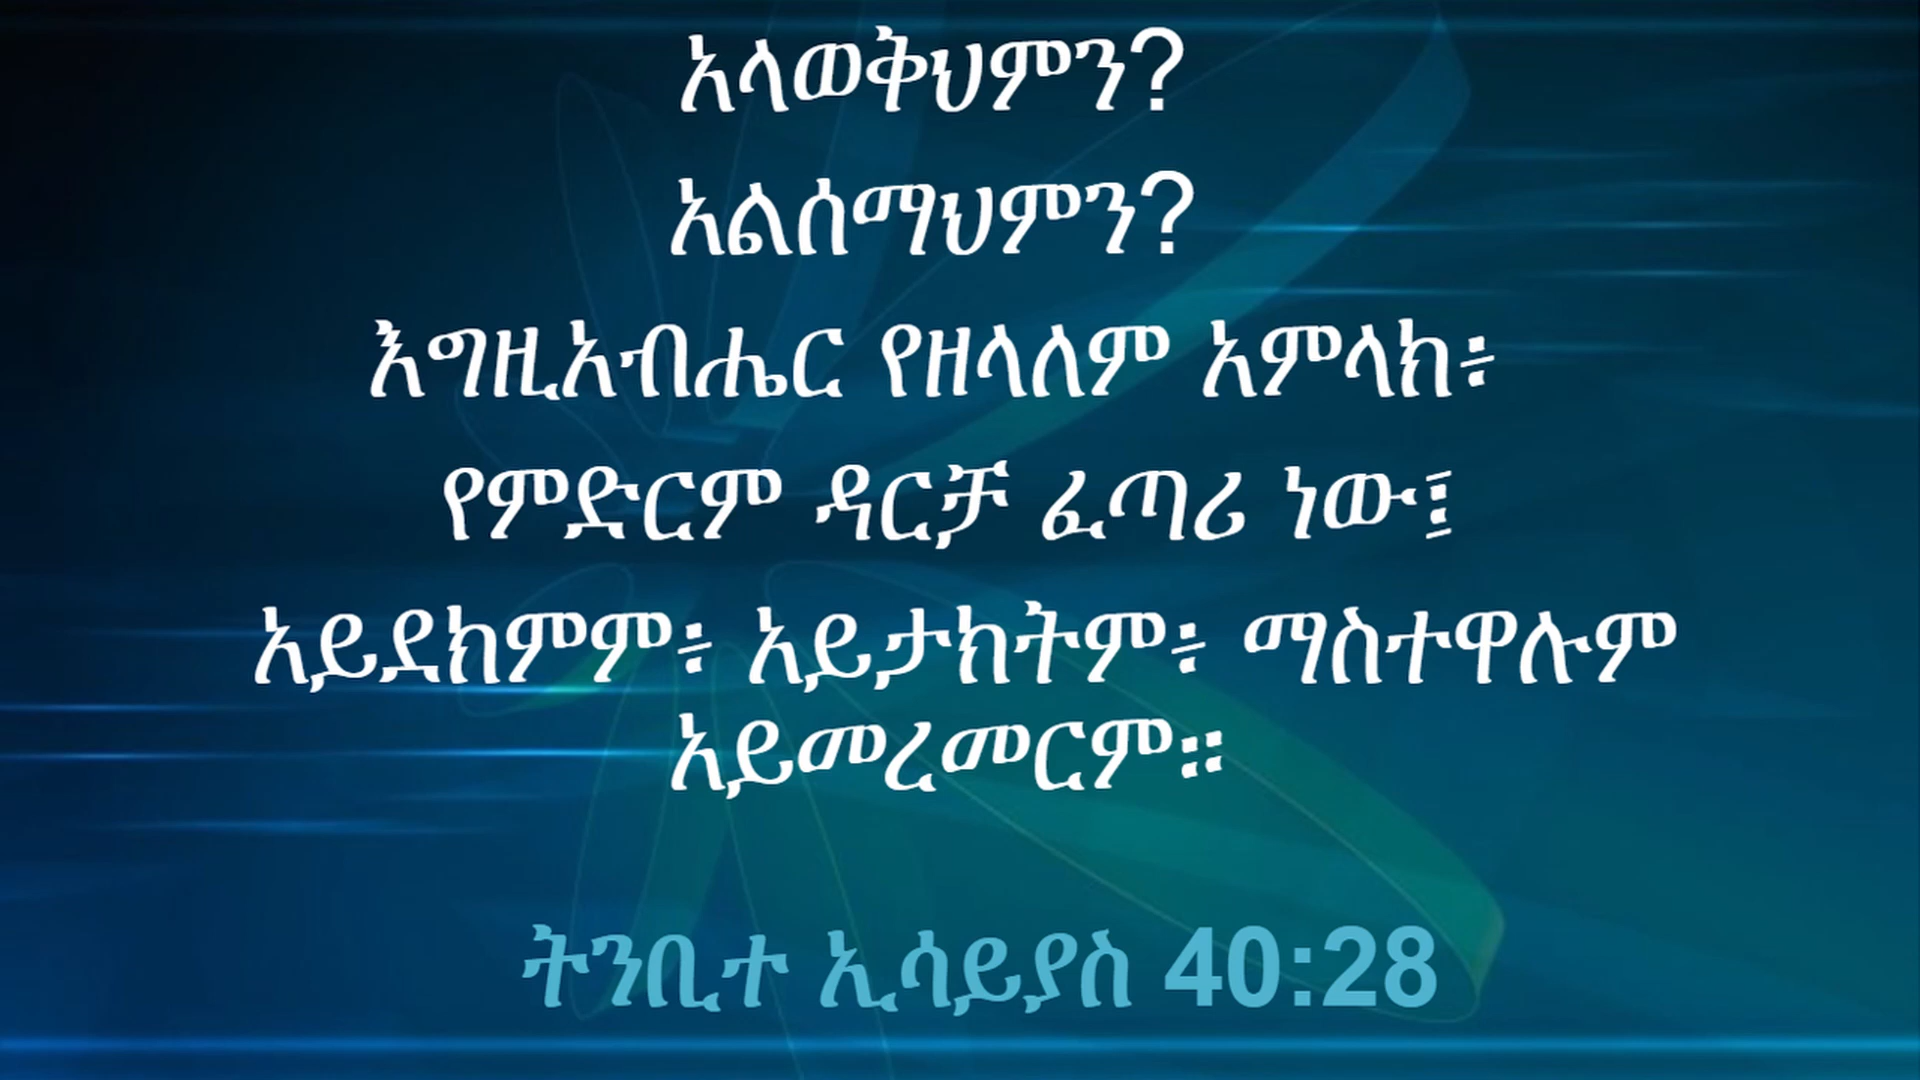 አላወቅህምን?
አልሰማህምን?
እግዚአብሔር የዘላለም አምላክ፥
የምድርም ዳርቻ ፈጣሪ ነው፤
አይደክምም፥ አይታክትም፥ ማስተዋሉም
አይመረመርም።
ትንቢተ ኢሳይያስ 40:28